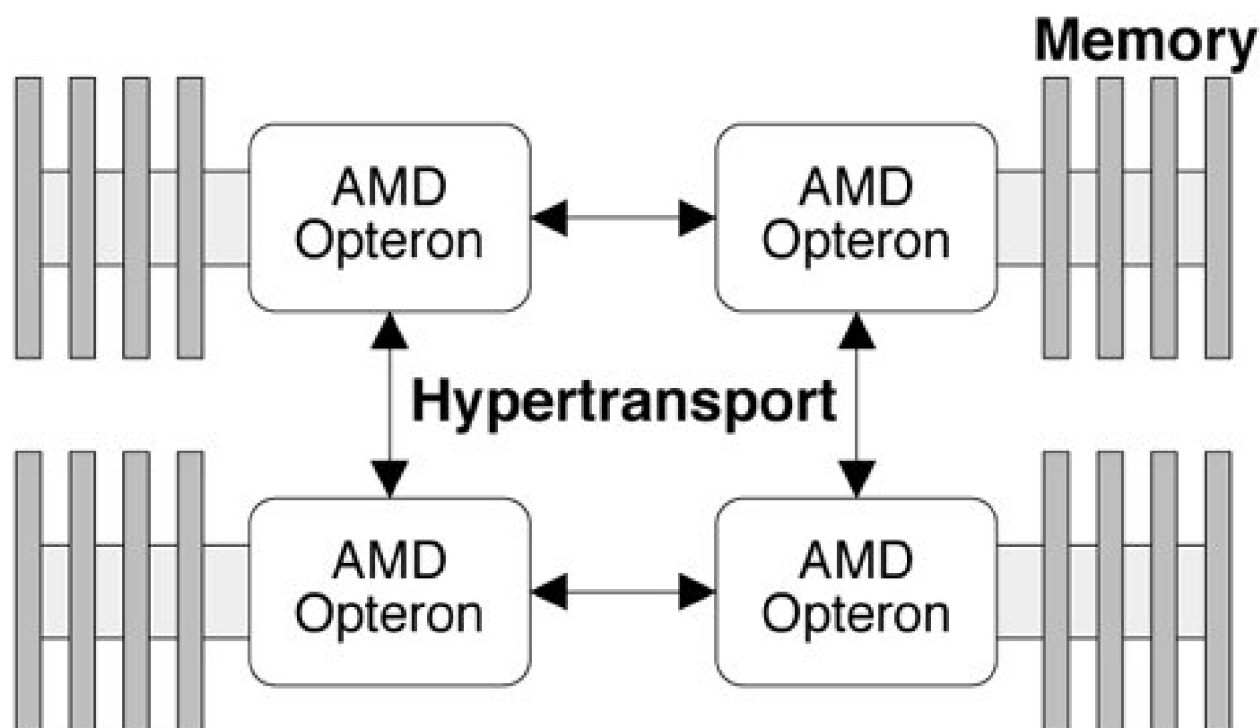 Memory
AMD
Opteron
AMD
Opteron
Hypertransport
AMD
Opteron
AMD
Opteron